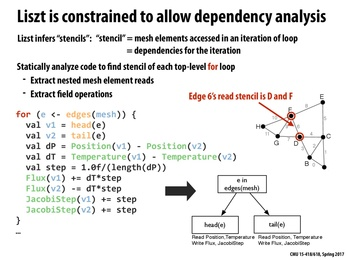 Liszt is constrained to allow dependency analysis
Liszt infers "stencils": "stencil" = mesh elements accessed in an iteration of loop
= dependencies for the iteration
Statically analyze code to find stencil of each top-level for loop
- Extract nested mesh element reads
- Extract field operations
Edge 6's read stencil is D and F
for (e <- edges(mesh)) {
val v1 = head(e)
val v2 = tail(e)
val dP = Position(v1) - Position(v2)
val dT = Temperature(v1) - Temperature(v2)
val step = 1.0f/(length(dP))
Flux(v1) += dT*step
Flux(v2) -= dT*step
JacobiStep(v1) += step
JacobiStep(v2) += step
}
…
F
E
H
D
G
e in
edges(mesh)
head(e)
tail(e)
Read Position,Temperature
Write Flux, JacobiStep
Read Position, Temperature
Write Flux, JacobiStep
CMU 15-418/618, Spring 2017